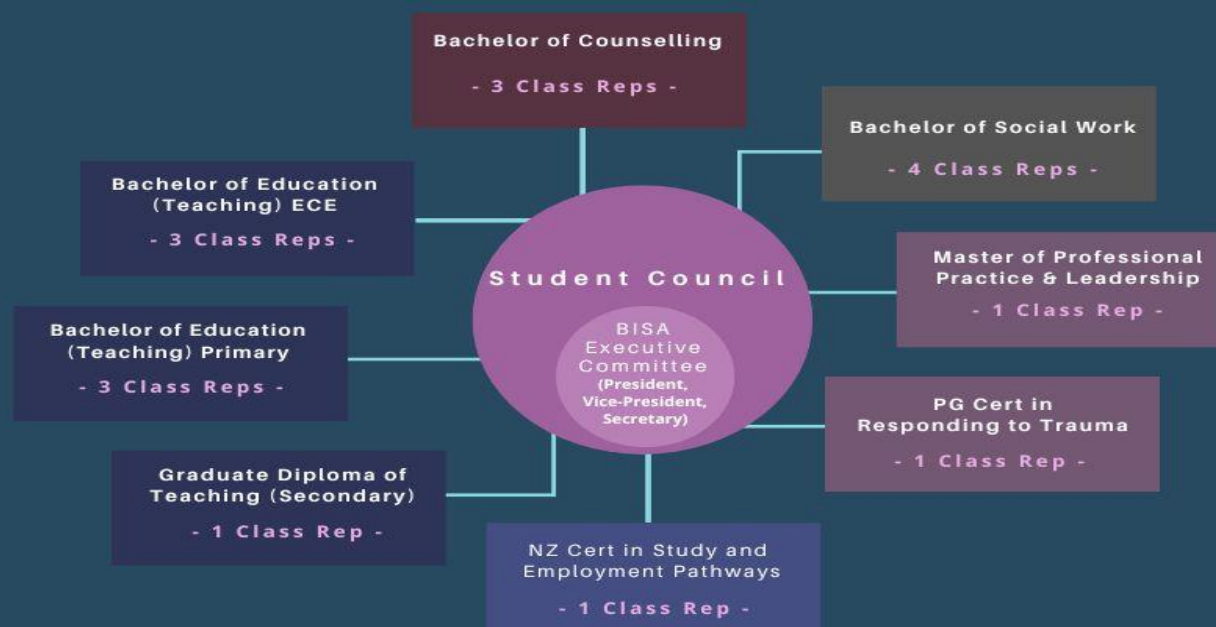 Bachelor of Counselling
- 3 Class Reps -
Bachelor of Social Work
- 4 Class Reps -
Bachelor of Education
(Teaching) ECE
- 3 Class Reps -
Master of Professional
Practice & Leadership
- 1 Class Rep -
Student Council
BISA
Executive
Committee
(President,
Vice-President,
Secretary)
Bachelor of Education
(Teaching) Primary
- 3 Class Reps -
PG Cert in
Responding to Trauma
- 1 Class Rep -
Graduate Diploma of
Teaching (Secondary)
- 1 Class Rep -
NZ Cert in Study and
Employment Pathways
- 1 Class Rep -